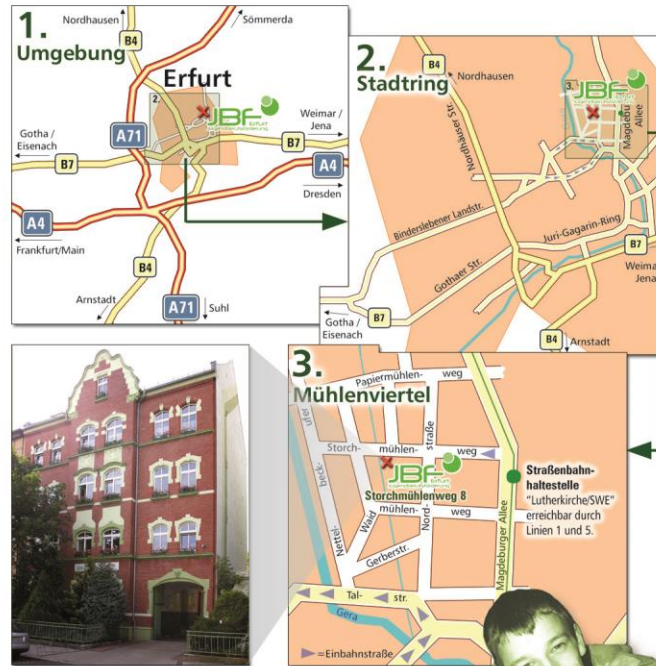 1.
Umgebung
Nordhausen
Sömmerda
B4
Erfurt
2.
JBF
Erfurt
A71
Gotha /
Eisenach
B7
B7
Weimar /
Jena
A4
Dresden
A4
Frankfurt/Main
B4
Arnstadt
A71
Suhl
2.
Stadtring
B4
Nordhausen
3.
JBF
Magdebu
Allee
Nordhäuser Str.
Binderslebener Landstr.
Juri-Gagarin-Ring
Gothaer Str.
B7
Weimar
Jena
Gotha /
Eisenach
B7
B4
Arnstadt
3.
Mühlenviertel
Papiermühlen-
weg
ufer
straße
Storch-
mühlen-
weg
beck-
JBF
Erfurt
Storchmühlenweg 8
Straßenbahn-
haltestelle
"Lutherkirche/SWE"
erreichbar durch
Linien 1 und 5.
Waid
mühlen-
weg
Nord-
Nettel-
Gerberstr.
Magdeburger Allee
Tal-
str.
Gera
=Einbahnstraße